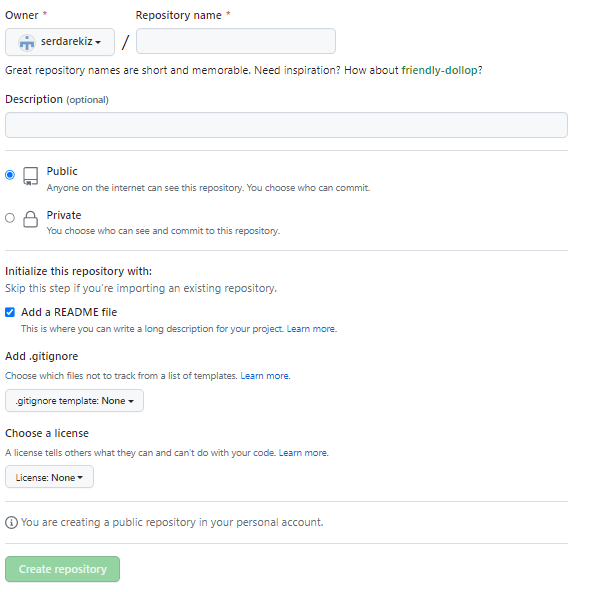 Owner *
Repository name *
serdarekiz
/
Great repository names are short and memorable. Need inspiration? How about friendly-dollop?
Description (optional)
Public
Anyone on the internet can see this repository. You choose who can commit.
Private
You choose who can see and commit to this repository.
Initialize this repository with:
Skip this step if you're importing an existing repository.
Add a README file
This is where you can write a long description for your project. Learn more.
Add .gitignore
Choose which files not to track from a list of templates. Learn more.
.gitignore template: None
Choose a license
A license tells others what they can and can't do with your code. Learn more.
License: None
You are creating a public repository in your personal account.
Create repository